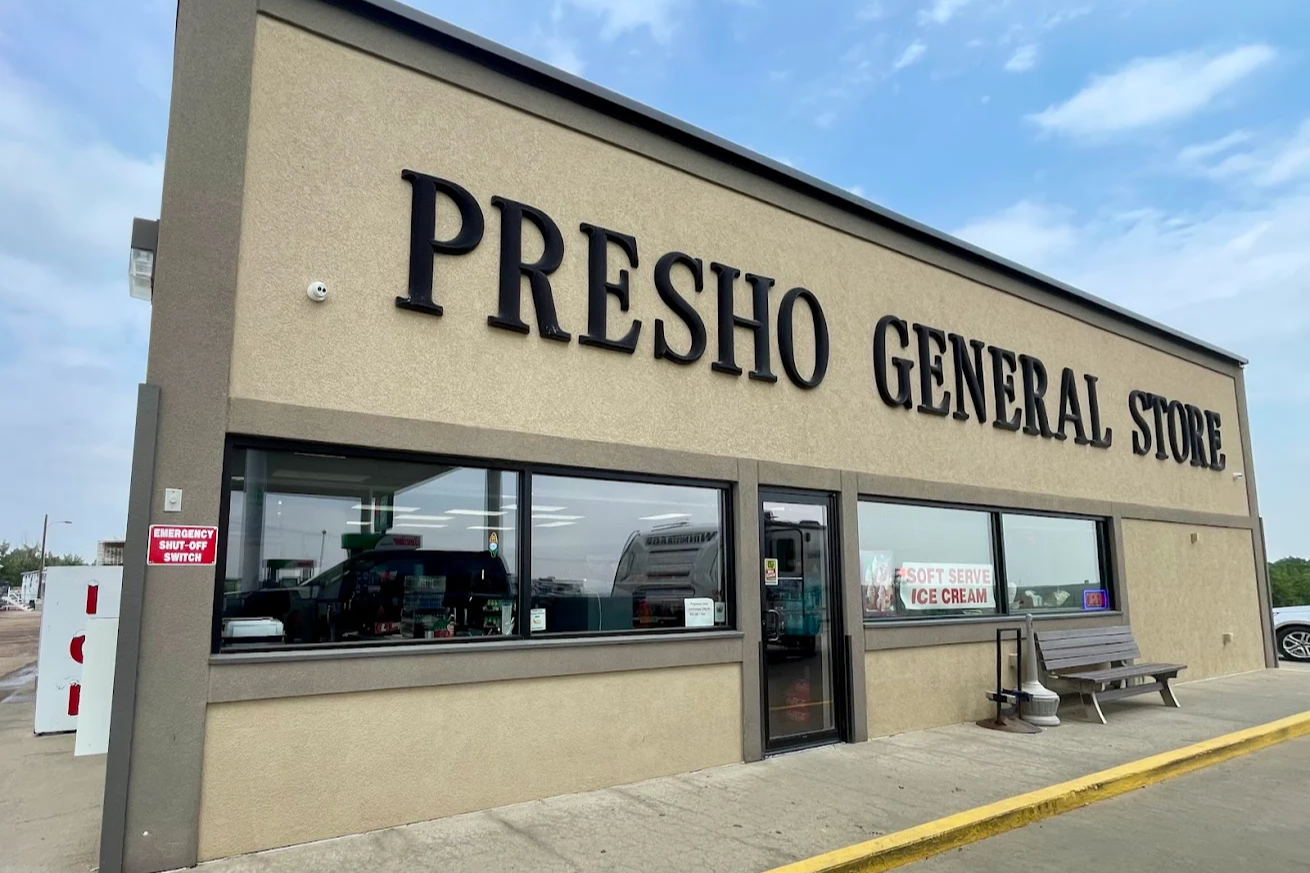 PRESHO GENERAL STORE
EMERGENCY
SHUT-OFF
SWITCH
SOFT SERVE
ICE CREAM